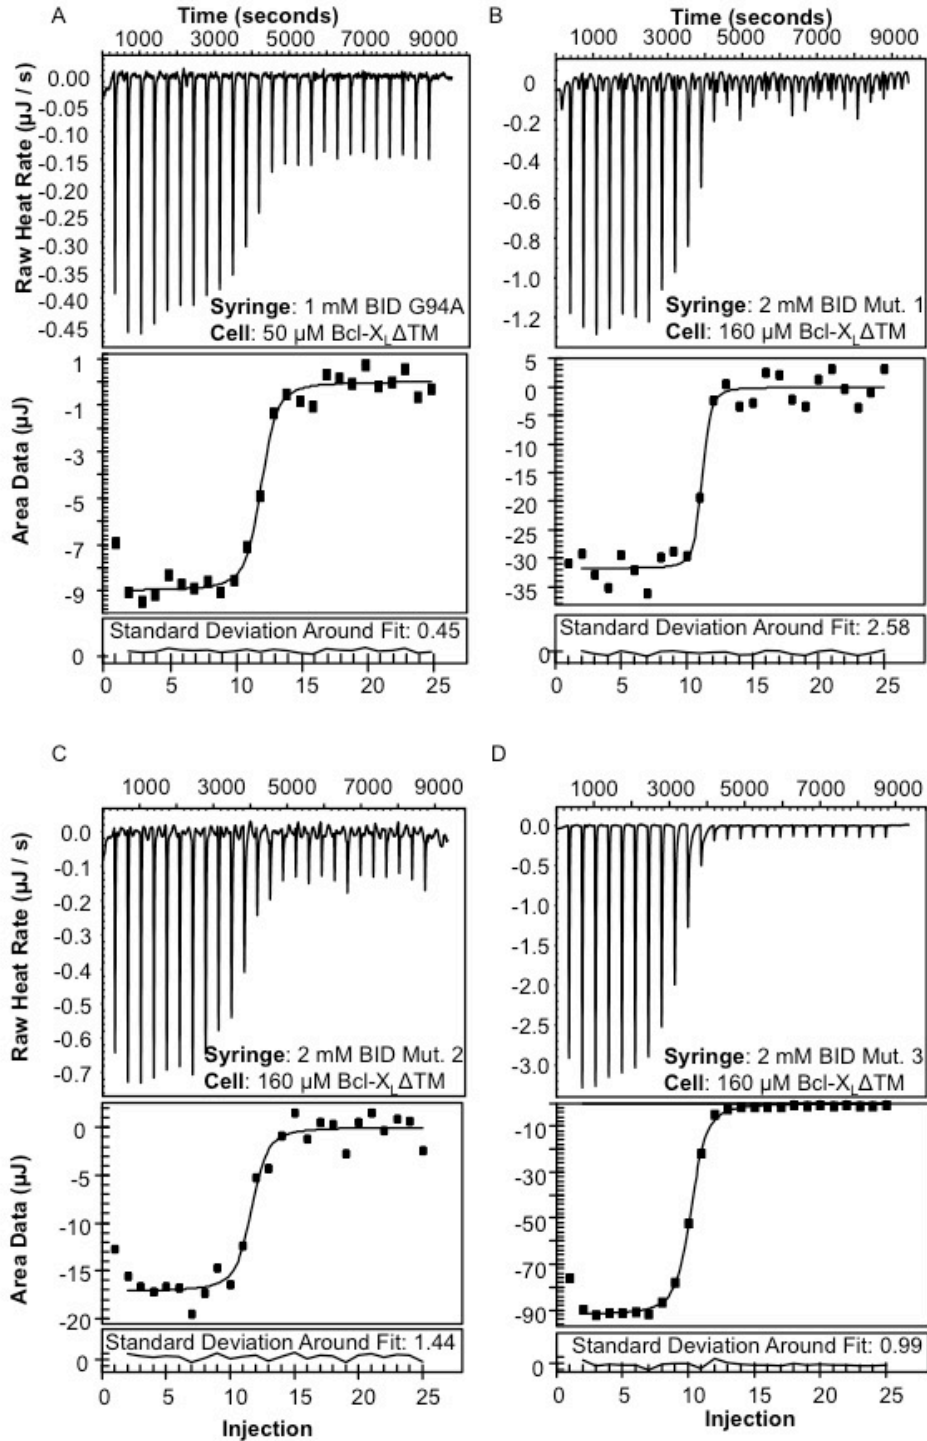 A
Time (seconds)
1000 3000 5000 7000 9000
Raw Heat Rate (µJ / s)
0.00
-0.05
-0.10
-0.15
-0.20
-0.25
-0.30
-0.35
-0.40
-0.45
Syringe: 1 mM BID G94A
Cell: 50 µM Bcl-XLΔTM
Area Data (µJ)
1
-1
-3
-5
-7
-9
Standard Deviation Around Fit: 0.45
0
0 5 10 15 20 25
B
Time (seconds)
1000 3000 5000 7000 9000
0
-0.2
-0.4
-0.6
-0.8
-1.0
-1.2
Syringe: 2 mM BID Mut. 1
Cell: 160 µM Bcl-XLΔTM
5
0
-5
-10
-15
-20
-25
-30
-35
Standard Deviation Around Fit: 2.58
0
0 5 10 15 20 25
C
1000 3000 5000 7000 9000
Raw Heat Rate (µJ / s)
0.0
-0.1
-0.2
-0.3
-0.4
-0.5
-0.6
-0.7
Syringe: 2 mM BID Mut. 2
Cell: 160 µM Bcl-XLΔTM
Area Data (µJ)
0
-5
-10
-15
-20
Standard Deviation Around Fit: 1.44
0
0 5 10 15 20 25
Injection
D
1000 3000 5000 7000 9000
0.0
-0.5
-1.0
-1.5
-2.0
-2.5
-3.0
Syringe: 2 mM BID Mut. 3
Cell: 160 µM Bcl-XLΔTM
-10
-30
-50
-70
-90
Standard Deviation Around Fit: 0.99
0
0 5 10 15 20 25
Injection